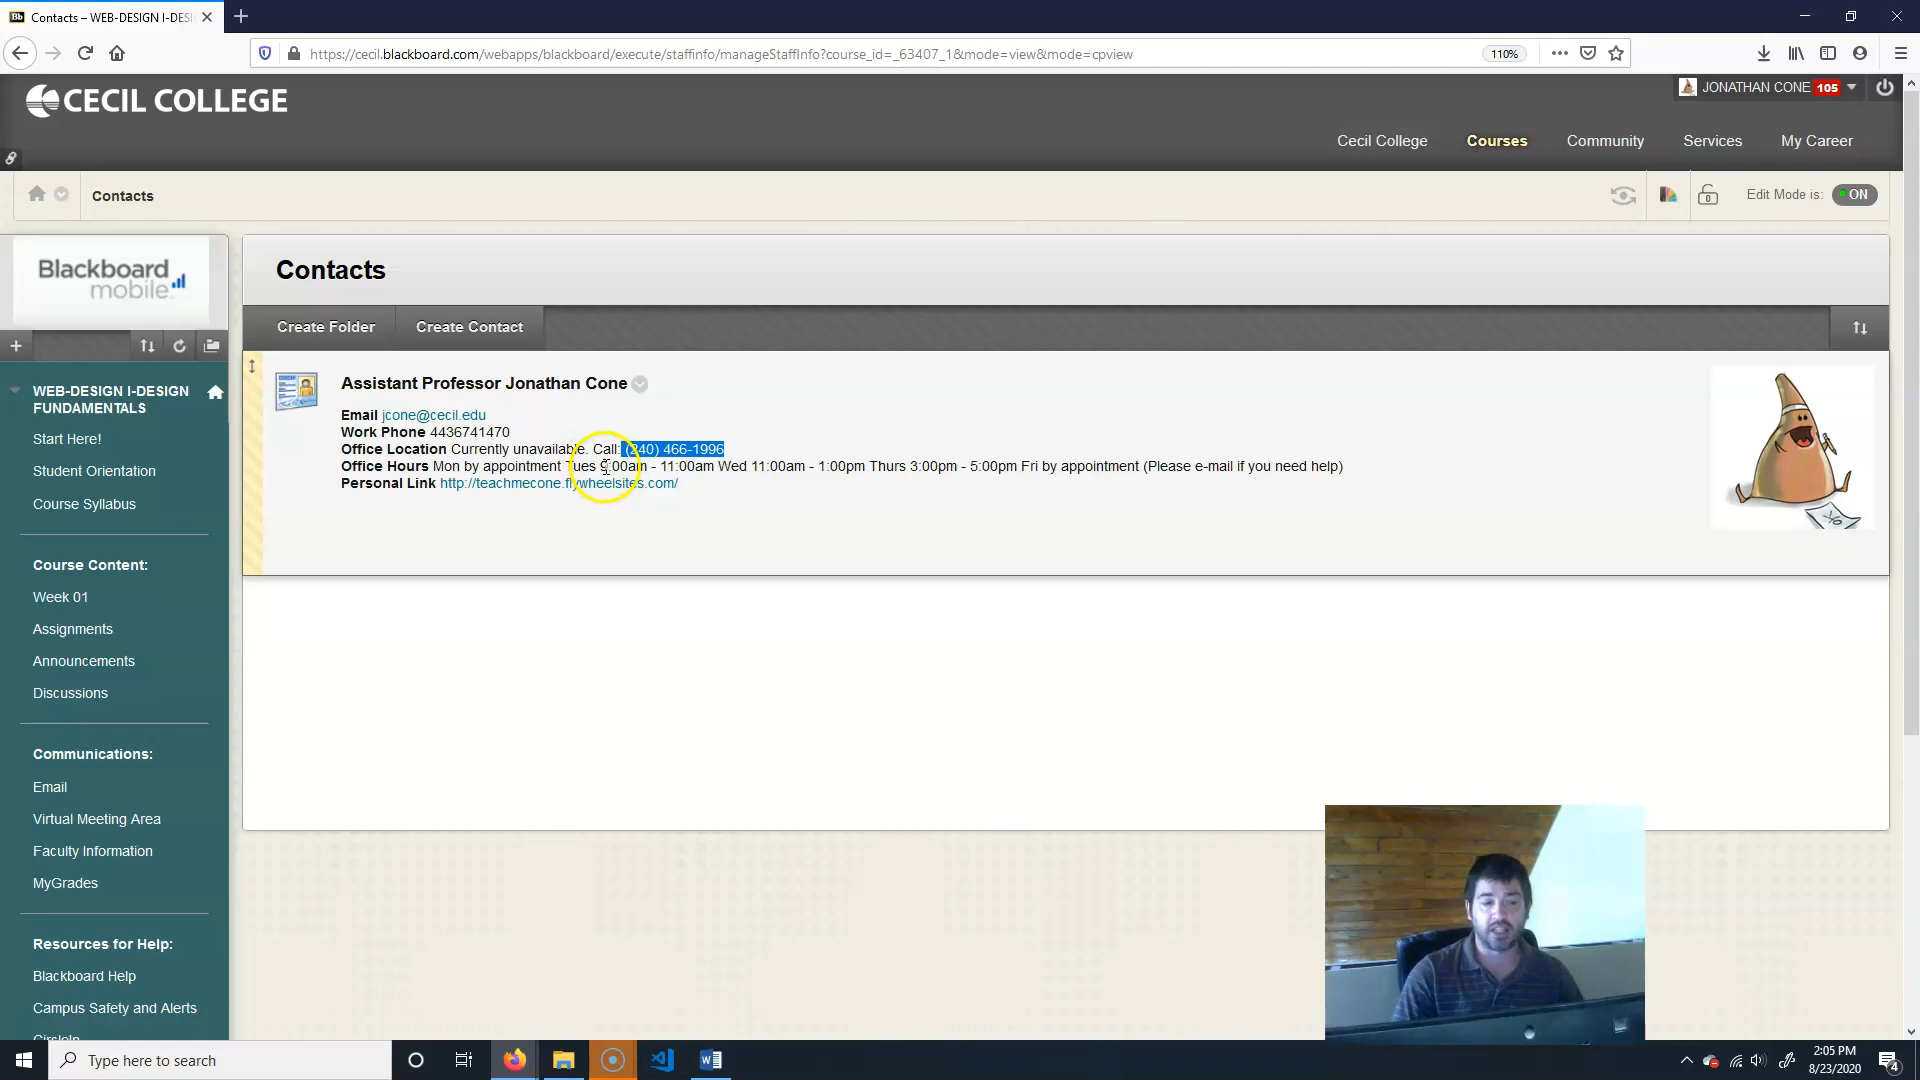 Contacts – WEB-DESIGN I-DESI
https://cecil.blackboard.com/webapps/blackboard/execute/staffinfo/manageStaffInfo?course_id=_63407_1&mode=view&mode=cpview
110%
CECIL COLLEGE
JONATHAN CONE 105
Cecil College Courses Community Services My Career
Contacts
Edit Mode is: ON
Blackboard
mobile
Contacts
Create Folder Create Contact
WEB-DESIGN I-DESIGN
FUNDAMENTALS
Start Here!
Student Orientation
Course Syllabus
Course Content:
Week 01
Assignments
Announcements
Discussions
Communications:
Email
Virtual Meeting Area
Faculty Information
MyGrades
Resources for Help:
Blackboard Help
Campus Safety and Alerts
Assistant Professor Jonathan Cone
Email jcone@cecil.edu
Work Phone 4436741470
Office Location Currently unavailable. Call: (240) 466-1996
Office Hours Mon by appointment Tues 9:00am - 11:00am Wed 11:00am - 1:00pm Thurs 3:00pm - 5:00pm Fri by appointment (Please e-mail if you need help)
Personal Link http://teachmecone.flywheelsites.com/
Type here to search
2:05 PM
8/23/2020
4